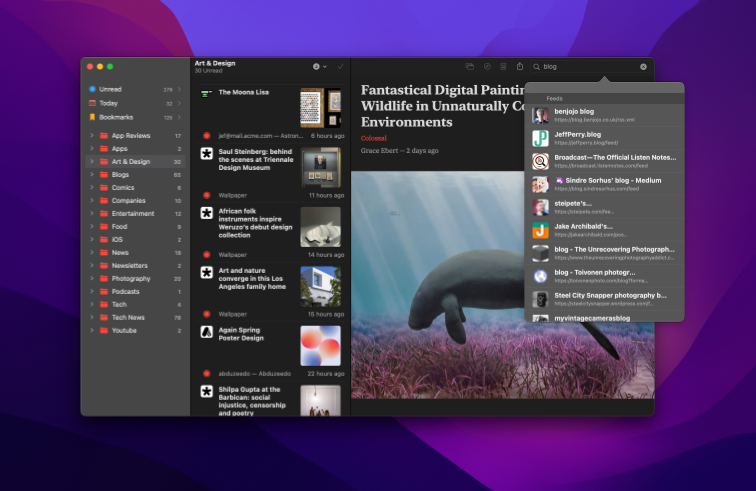 Unread 279
Today 32
Bookmarks 125
App Reviews 17
Apps 2
Art & Design 30
Blogs 60
Comics 6
Companies 10
Entertainment 12
Food 9
iOS 2
News 18
Newsletters 2
Photography 20
Podcasts 1
Tech 4
Tech News 76
Youtube 2
Art & Design
30 Unread
The Moona Lisa
jef@mail.acme.com — Astron...
6 hours ago
Saul Steinberg: behind
the scenes at Triennale
Design Museum
Wallpaper
11 hours ago
African folk
instruments inspire
Weruzo's debut design
collection
Wallpaper
14 hours ago
Art and nature
converge in this Los
Angeles family home
Wallpaper
15 hours ago
Again Spring
Poster Design
abduzeedo — Abduzeedo
22 hours ago
Shilpa Gupta at the
Barbican: social
injustice, censorship
and poetry
blog
Fantastical Digital Painti
Wildlife in Unnaturally Co
Environments
Colossal
Grace Ebert — 2 days ago
Feeds
benjojo blog
https://blog.benjojo.co.uk/rss.xml
JeffPerry.blog
https://jeffperry.blog/feed/
Broadcast—The Official Listen Notes...
https://broadcast.listennotes.com/feed
Sindre Sorhus' blog - Medium
https://blog.sindresorhus.com/feed
steipete's...
https://steipete.com/fee...
Jake Archibald's...
https://jakearchibald.com/pos...
blog - The Unrecovering Photograph...
https://www.theunrecoveringphotographyaddict.c...
blog - Toivonen photogr...
https://toivonenphoto.com/blog?forma...
Steel City Snapper photography b...
https://steelcitysnapper.wordpress.com/f...
myvintagecamerasblog